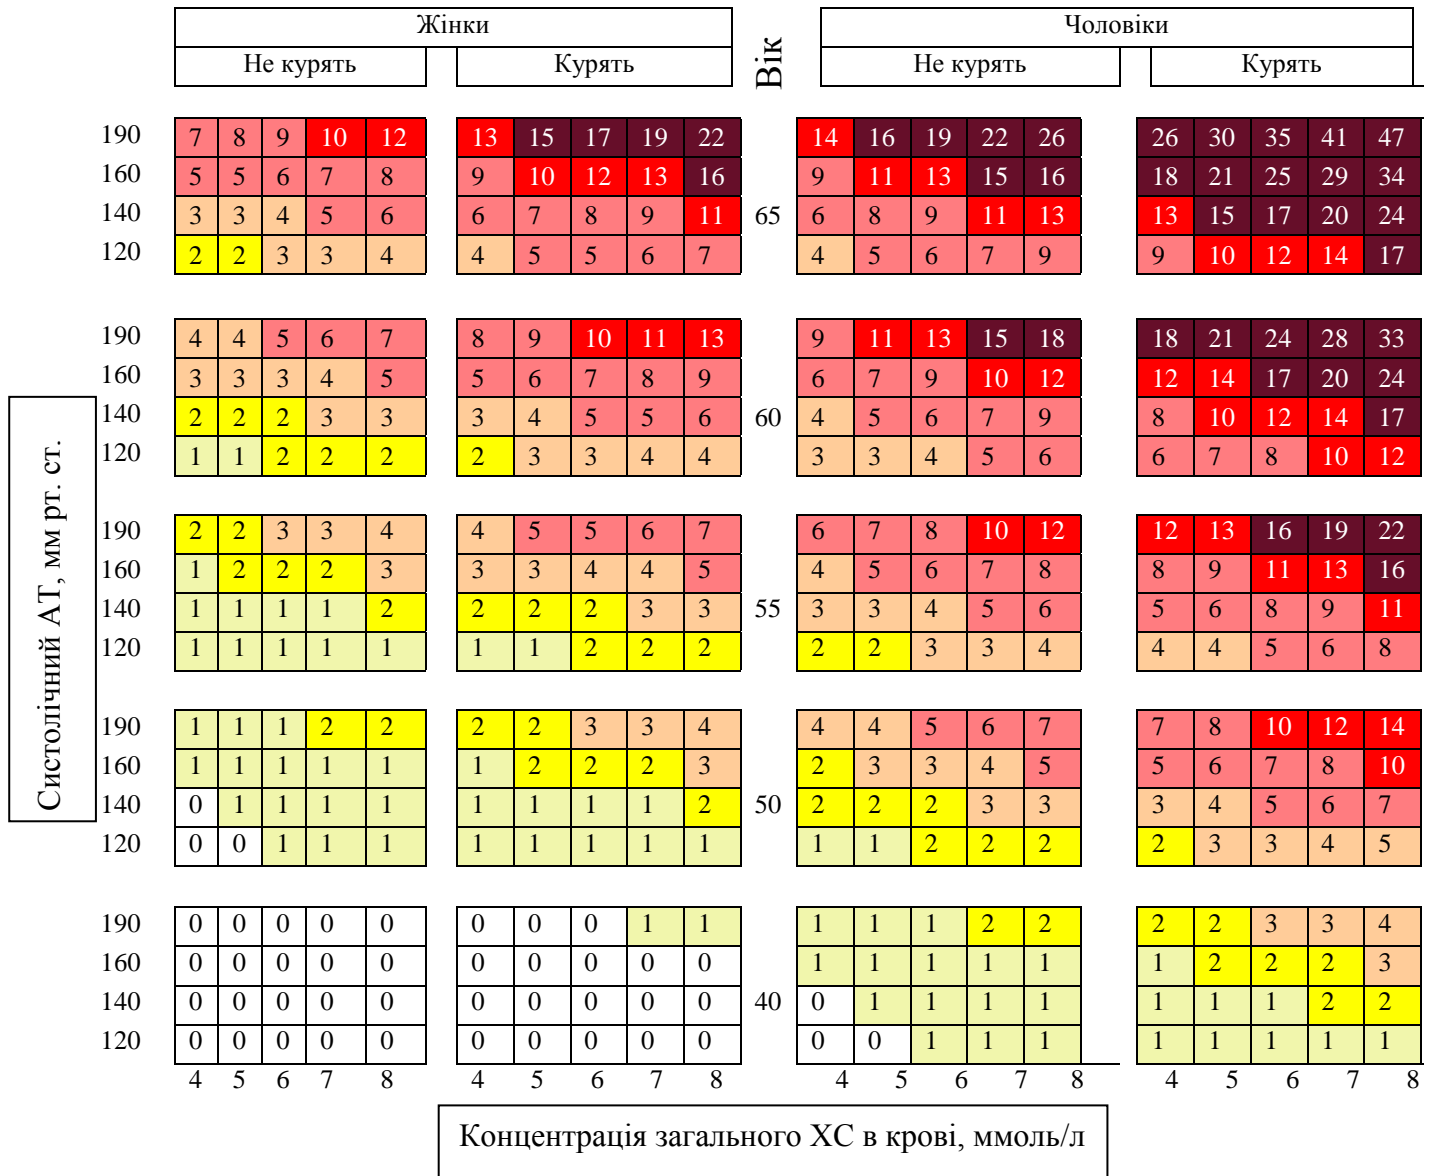 Жінки Вік Чоловіки
Не курять Курять Не курять Курять
190 7 8 9 10 12 13 15 17 19 22 14 16 19 22 26 26 30 35 41 47
160 5 5 6 7 8 9 10 12 13 16 9 11 13 15 16 18 21 25 29 34
140 3 3 4 5 6 6 7 8 9 11 65 6 8 9 11 13 13 15 17 20 24
120 2 2 3 3 4 4 5 5 6 7 4 5 6 7 9 9 10 12 14 17
190 4 4 5 6 7 8 9 10 11 13 9 11 13 15 18 18 21 24 28 33
160 3 3 3 4 5 5 6 7 8 9 6 7 9 10 12 12 14 17 20 24
140 2 2 2 3 3 3 4 5 5 6 60 4 5 6 7 9 8 10 12 14 17
120 1 1 2 2 2 2 3 3 4 4 3 3 4 5 6 6 7 8 10 12
190 2 2 3 3 4 4 5 5 6 7 6 7 8 10 12 12 13 16 19 22
160 1 2 2 2 3 3 3 4 4 5 4 5 6 7 8 8 9 11 13 16
140 1 1 1 1 2 2 2 2 3 3 55 3 3 4 5 6 5 6 8 9 11
120 1 1 1 1 1 1 1 2 2 2 2 2 3 3 4 4 4 5 6 8
190 1 1 1 2 2 2 2 3 3 4 4 4 5 6 7 7 8 10 12 14
160 1 1 1 1 1 1 2 2 2 3 2 3 3 4 5 5 6 7 8 10
140 0 1 1 1 1 1 1 1 1 2 50 2 2 2 3 3 3 4 5 6 7
120 0 0 1 1 1 1 1 1 1 1 1 1 2 2 2 2 3 3 4 5
190 0 0 0 0 0 0 0 0 1 1 1 1 1 2 2 2 2 3 3 4
160 0 0 0 0 0 0 0 0 0 0 1 1 1 1 1 1 2 2 2 3
140 0 0 0 0 0 0 0 0 0 0 40 0 1 1 1 1 1 1 1 2 2
120 0 0 0 0 0 0 0 0 0 0 0 0 1 1 1 1 1 1 1 1
4 5 6 7 8 4 5 6 7 8 4 5 6 7 8 4 5 6 7 8
Систолічний АТ, мм рт. ст.
Концентрація загального ХС в крові, ммоль/л